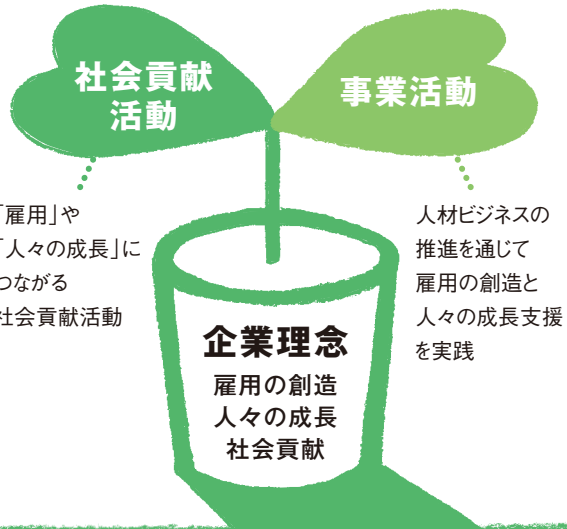 社会貢献
活動
事業活動
「雇用」や
「人々の成長」に
つながる
社会貢献活動
人材ビジネスの
推進を通じて
雇用の創造と
人々の成長支援
を実践
企業理念
雇用の創造
人々の成長
社会貢献